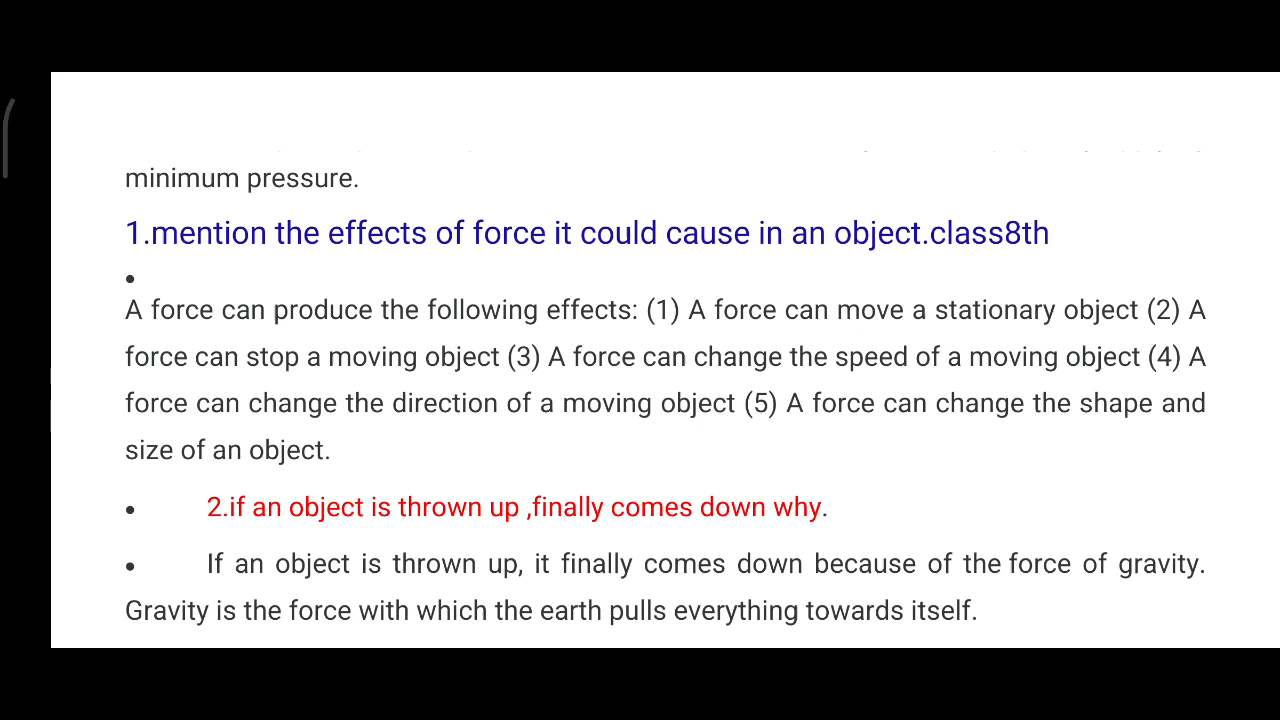 minimum pressure.
1.mention the effects of force it could cause in an object.class8th
•
A force can produce the following effects: (1) A force can move a stationary object (2) A
force can stop a moving object (3) A force can change the speed of a moving object (4) A
force can change the direction of a moving object (5) A force can change the shape and
size of an object.
• 2.if an object is thrown up ,finally comes down why.
• If an object is thrown up, it finally comes down because of the force of gravity.
Gravity is the force with which the earth pulls everything towards itself.